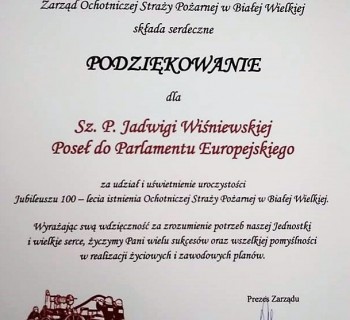 Zarząd Ochotniczej Straży Pożarnej w Białej Wielkiej
składa serdeczne
PODZIĘKOWANIE
dla
Sz. P. Jadwigi Wiśniewskiej
Poseł do Parlamentu Europejskiego
za udział i uświetnienie uroczystości
Jubileuszu 100 – lecia istnienia Ochotniczej Straży Pożarnej w Białej Wielkiej.
Wyrażając swą wdzięczność za zrozumienie potrzeb naszej Jednostki
i wielkie serce, życzymy Pani wielu sukcesów oraz wszelkiej pomyślności
w realizacji życiowych i zawodowych planów.
Prezes Zarządu